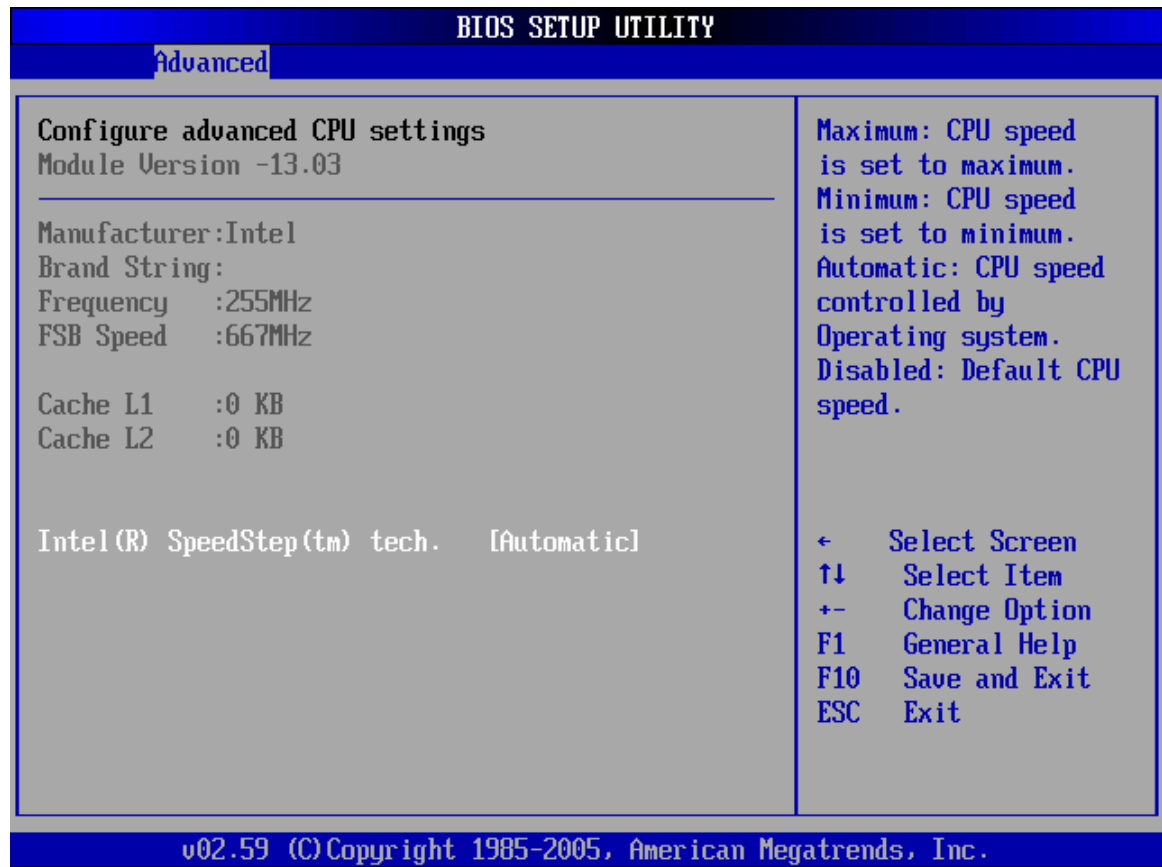 BIOS SETUP UTILITY
Advanced
Configure advanced CPU settings
Module Version -13.03
Manufacturer:Intel
Brand String:
Frequency :255MHz
FSB Speed :667MHz
Cache L1 :0 KB
Cache L2 :0 KB
Intel(R) SpeedStep(tm) tech. [Automatic]
Maximum: CPU speed
is set to maximum.
Minimum: CPU speed
is set to minimum.
Automatic: CPU speed
controlled by
Operating system.
Disabled: Default CPU
speed.
← Select Screen
↑↓ Select Item
+- Change Option
F1 General Help
F10 Save and Exit
ESC Exit
v02.59 (C)Copyright 1985-2005, American Megatrends, Inc.